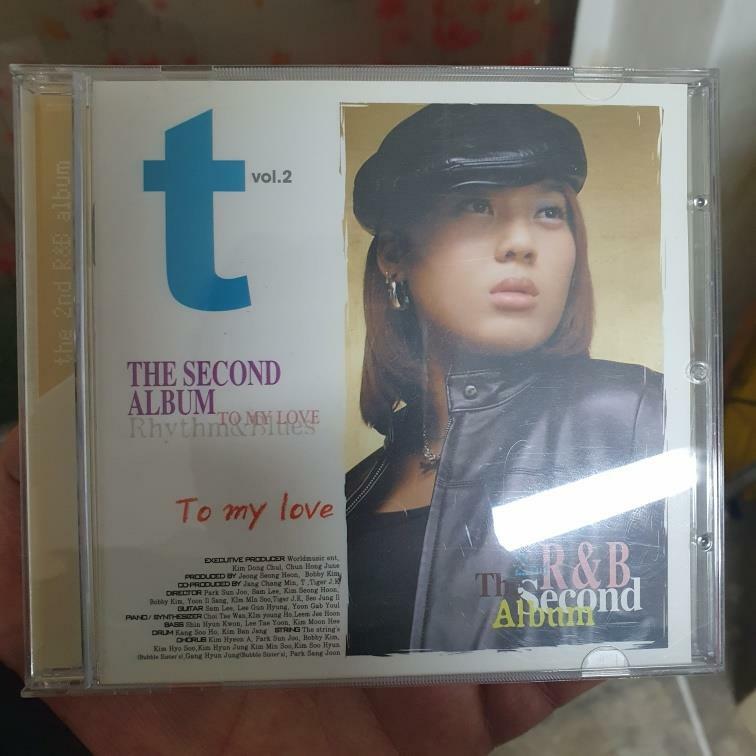 the 2nd R&B album
t
vol.2
THE SECOND
ALBUM
TO MY LOVE
Rhythm&Blues
To my love
EXECUTIVE PRODUCER Worldmusic ent,
Kim Dong Chul, Chun Hong June
PRODUCED BY Jeong Seong Heon, Bobby Kim
CO-PRODUCED BY Jang Chang Min, T ,Tiger J.K
DIRECTOR Park Sun Joo, Sam Lee, Kim Seong Hoon,
Bobby Kim, Yoon Il Sang, Kim Min Soo,Tiger J.K, Seo Jung Il
GUITAR Sam Lee, Lee Gun Hyung, Yoon Gab Youl
PIANO / SYNTHESIZER Choi Tae Wan,Kim young Ho,Leem Jee Hoon
BASS Shin Hyun Kwon, Lee Tae Yoon, Kim Moon Hee
DRUM Kang Soo Ho, Kim Ban Jang STRING The string's
CHORUS Kim Hyeon A, Park Sun Joo, Bobby Kim,
Kim Hyo Soo,Kim Hyun Jung Kim Min Soo,Kim Soo Hyun
(Bubble Sister's),Gang Hyun Jung(Bubble Sister's), Park Sang Joon
R&B
The Second
Album